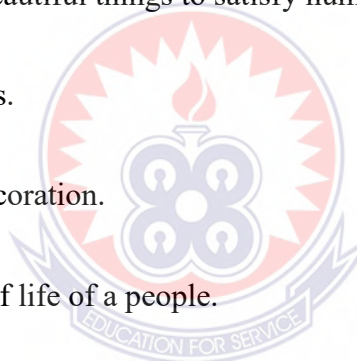 autiful things to satisfy hum
s.
coration.
f life of a people.
EDUCATION FOR SERVICE